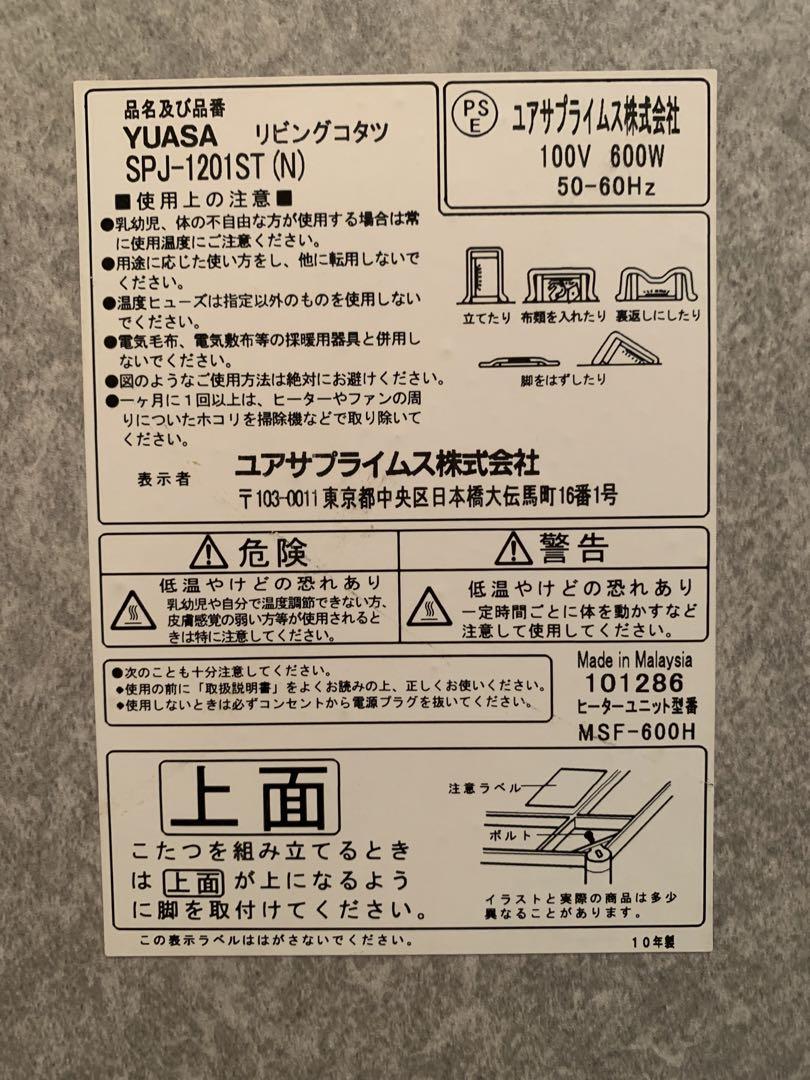 品名及び品番
YUASA リビングコタツ
SPJ-1201ST(N)
■使用上の注意■
●乳幼児、体の不自由な方が使用する場合は常
に使用温度にご注意ください。
●用途に応じた使い方をし、他に転用しないで
ください。
●温度ヒューズは指定以外のものを使用しない
でください。
●電気毛布、電気敷布等の採暖用器具と併用し
ないでください。
●図のようなご使用方法は絶対にお避けください。
●一ヶ月に1回以上は、ヒーターやファンの周
りについたホコリを掃除機などで取り除いて
ください。
PS
E
ユアサプライムス株式会社
100V 600W
50-60Hz
立てたり 布類を入れたり 裏返しにしたり
脚をはずしたり
表示者 ユアサプライムス株式会社
〒103-0011 東京都中央区日本橋大伝馬町16番1号
危険
低温やけどの恐れあり
乳幼児や自分で温度調節できない方、
皮膚感覚の弱い方等が使用されると
きは特に注意してください。
警告
低温やけどの恐れあり
一定時間ごとに体を動かすなど
注意して使用してください。
●次のことも十分注意してください。
◆使用の前に「取扱説明書」をよくお読みの上、正しくお使いください。
◆使用しないときは必ずコンセントから電源プラグを抜いてください。
Made in Malaysia
101286
ヒーターユニット型番
MSF-600H
上面
こたつを組み立てるとき
は 上面 が上になるよう
に脚を取付けてください。
注意ラベル
ボルト
イラストと実際の商品は多少
異なることがあります。
この表示ラベルははがさないでください。
10年製